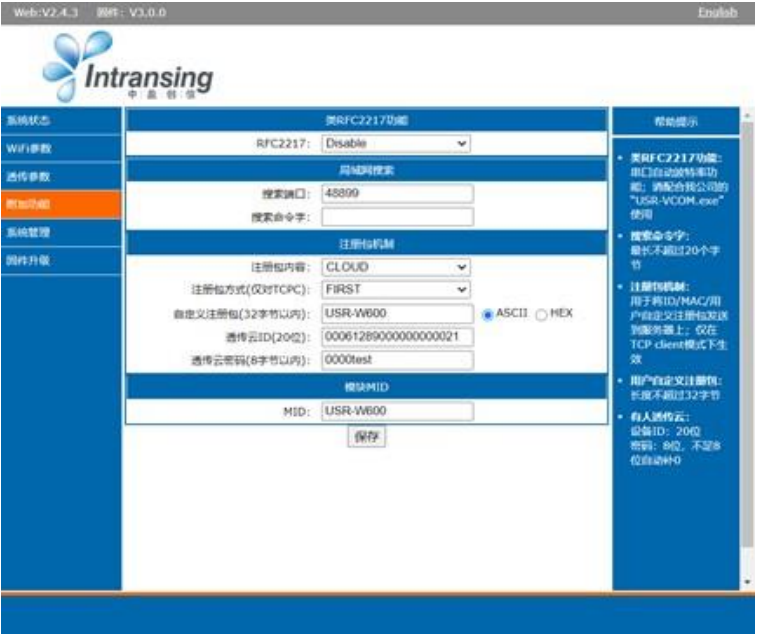 Web:V2.4.3 固件: V3.0.0
English
Intransing
中盈创信
系统状态
WiFi参数
透传参数
附加功能
系统管理
固件升级
类RFC2217功能
RFC2217: Disable
局域网搜索
搜索端口: 48899
搜索命令字:
注册包机制
注册包内容: CLOUD
注册包方式(仅对TCPC): FIRST
自定义注册包(32字节以内): USR-W600 ASCII HEX
透传云ID(20位): 00061289000000000021
透传云密码(8字节以内): 0000test
模块MID
MID: USR-W600
保存
帮助提示
• 类RFC2217功能:
串口自动波特率功
能; 请配合我公司的
"USR-VCOM.exe"
使用
• 搜索命令字:
最长不超过20个字
节
• 注册包机制:
用于将ID/MAC/用
户自定义注册包发送
到服务器上; 仅在
TCP client模式下生
效
• 用户自定义注册包:
长度不超过32字节
• 有人透传云:
设备ID: 20位
密码: 8位, 不足8
位自动补0